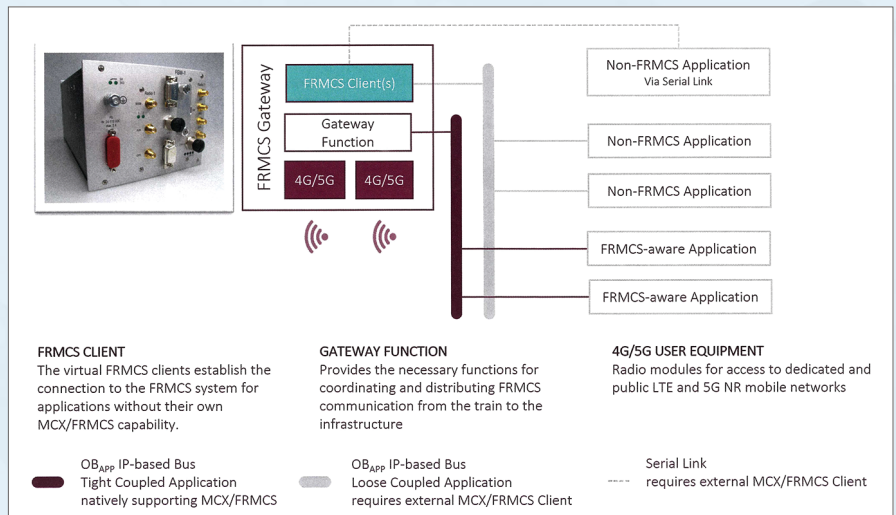 FRMCS Gateway
FRMCS Client(s)
Gateway
Function
4G/5G
4G/5G
Non-FRMCS Application
Via Serial Link
Non-FRMCS Application
Non-FRMCS Application
FRMCS-aware Application
FRMCS-aware Application
FRMCS CLIENT
The virtual FRMCS clients establish the
connection to the FRMCS system for
applications without their own
MCX/FRMCS capability.
GATEWAY FUNCTION
Provides the necessary functions for
coordinating and distributing FRMCS
communication from the train to the
infrastructure
4G/5G USER EQUIPMENT
Radio modules for access to dedicated and
public LTE and 5G NR mobile networks
OBAPP IP-based Bus
Tight Coupled Application
natively supporting MCX/FRMCS
OBAPP IP-based Bus
Loose Coupled Application
requires external MCX/FRMCS Client
Serial Link
requires external MCX/FRMCS Client